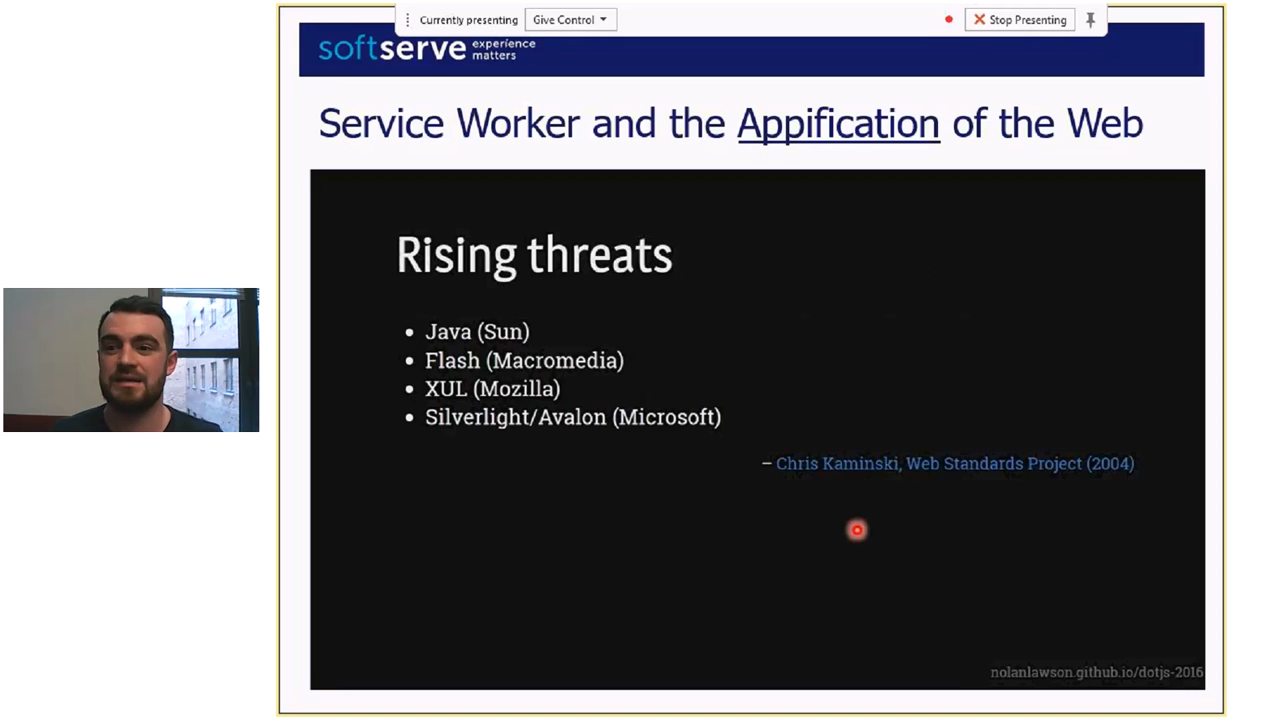 Currently presenting Give Control Stop Presenting
softserve experience matters
Service Worker and the Appification of the Web
Rising threats
• Java (Sun)
• Flash (Macromedia)
• XUL (Mozilla)
• Silverlight/Avalon (Microsoft)
– Chris Kaminski, Web Standards Project (2004)
nolanlawson.github.io/dotjs-2016